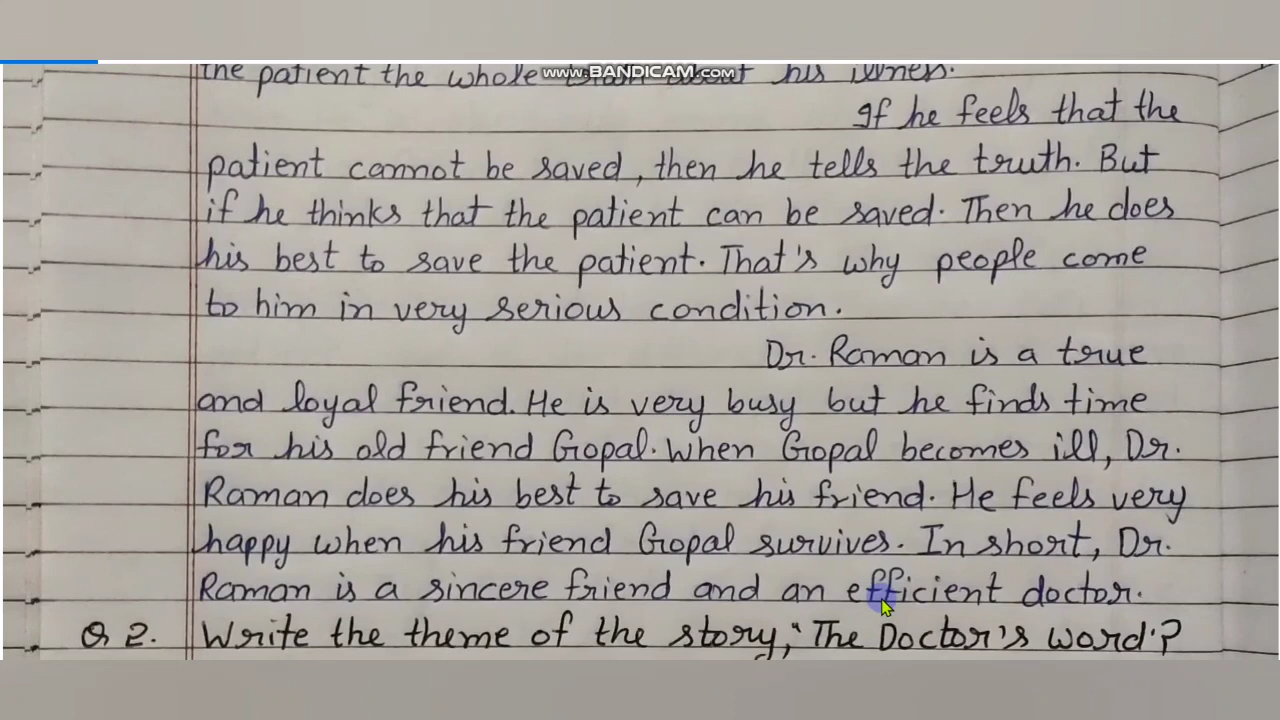 www.BANDICAM.com
the patient the whole truth about his illness.
If he feels that the
patient cannot be saved, then he tells the truth. But
if he thinks that the patient can be saved. Then he does
his best to save the patient. That's why people come
to him in very serious condition.
Dr. Raman is a true
and loyal friend. He is very busy but he finds time
for his old friend Gopal. When Gopal becomes ill, Dr.
Raman does his best to save his friend. He feels very
happy when his friend Gopal survives. In short, Dr.
Raman is a sincere friend and an efficient doctor.
Q 2. Write the theme of the story, "The Doctor's word'?